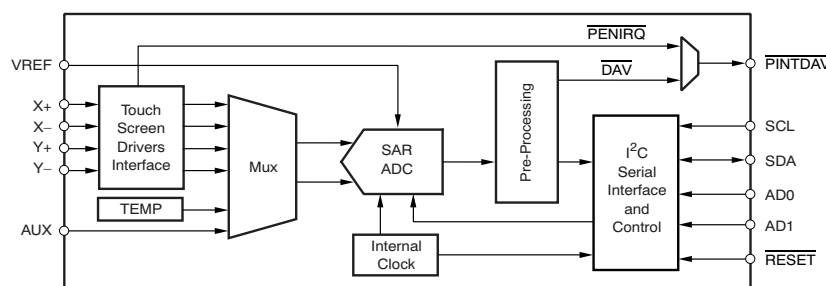 PENIRQ
VREF
DAV
PINTDAV
X+
X–
Y+
Y–
Touch
Screen
Drivers
Interface
Mux
SAR
ADC
Pre-Processing
I²C
Serial
Interface
and
Control
SCL
SDA
AD0
AD1
RESET
TEMP
AUX
Internal
Clock